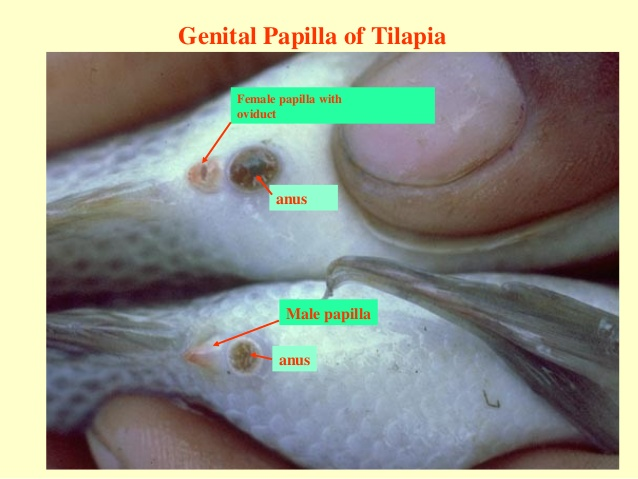 Genital Papilla of Tilapia
Female papilla with
oviduct
anus
Male papilla
anus